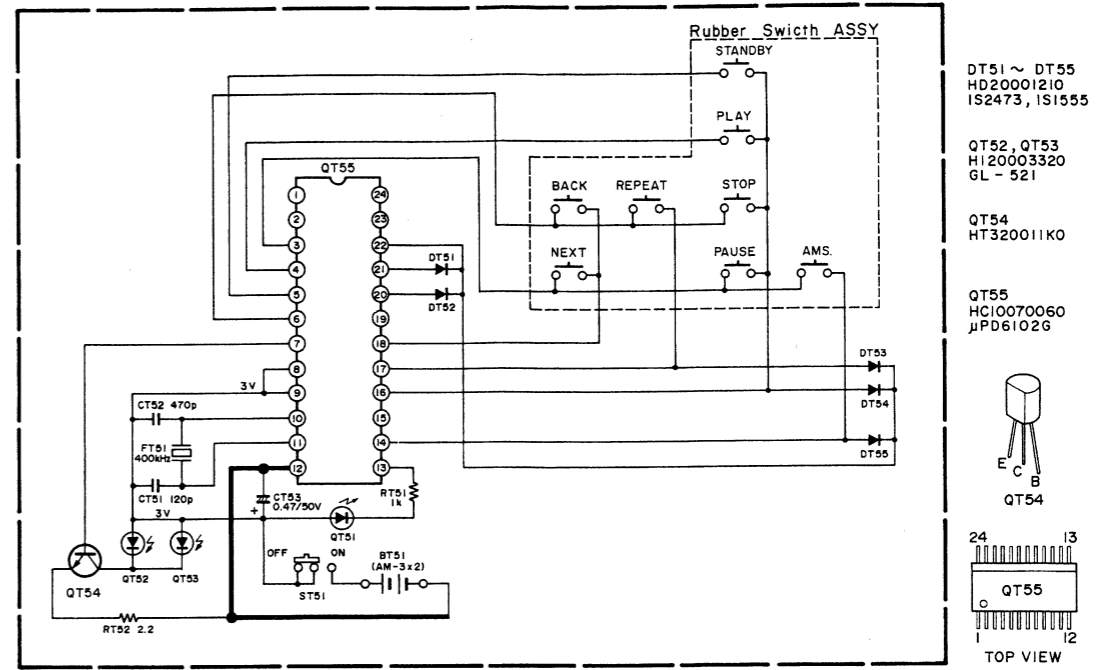 Rubber Swicth ASSY
STANDBY
PLAY
BACK
REPEAT
STOP
NEXT
PAUSE
AMS.
QT55
1
24
2
23
3
22
4
21
5
20
6
19
7
18
8
17
9
16
10
15
11
14
12
13
DT51
DT52
DT53
DT54
DT55
3V
CT52 470p
FT51
400kHz
CT51 120p
3V
CT53
0.47/50V
+
RT51
1k
QT51
QT52
QT53
QT54
OFF
ON
ST51
BT51
(AM-3x2)
RT52 2.2
DT51~ DT55
HD20001210
1S2473, 1S1555
QT52, QT53
HI20003320
GL-521
QT54
HT320011K0
QT55
HC10070060
μPD6102G
E
C
B
QT54
24
13
QT55
1
12
TOP VIEW